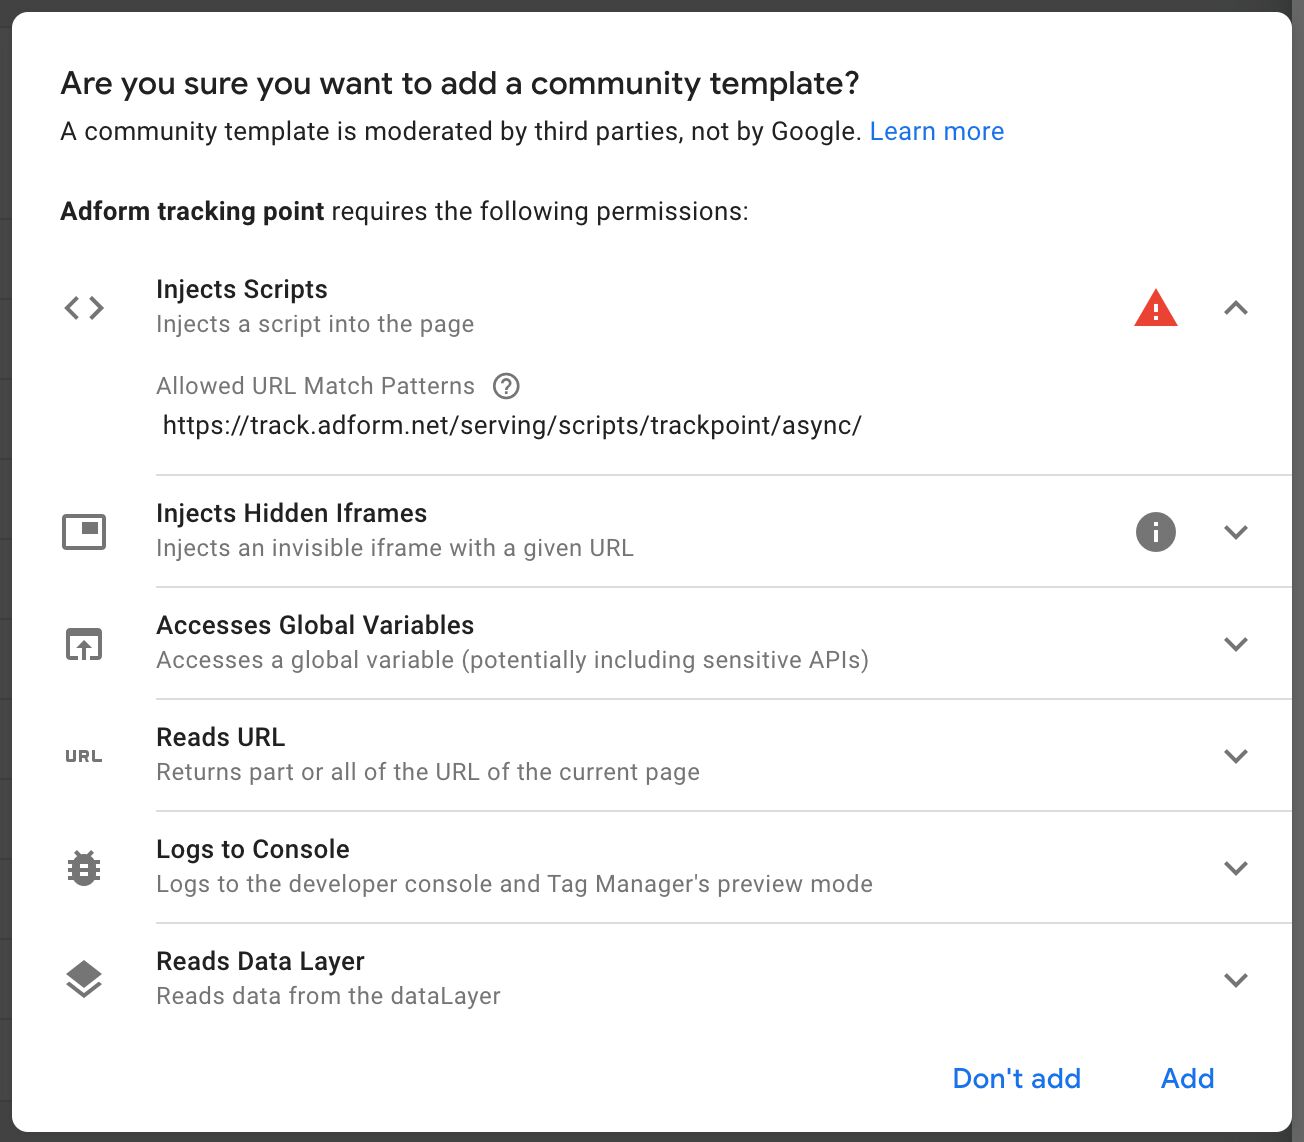 Are you sure you want to add a community template?
A community template is moderated by third parties, not by Google. Learn more
Adform tracking point requires the following permissions:
Injects Scripts
Injects a script into the page
Allowed URL Match Patterns
https://track.adform.net/serving/scripts/trackpoint/async/
Injects Hidden Iframes
Injects an invisible iframe with a given URL
Accesses Global Variables
Accesses a global variable (potentially including sensitive APIs)
URL
Reads URL
Returns part or all of the URL of the current page
Logs to Console
Logs to the developer console and Tag Manager's preview mode
Reads Data Layer
Reads data from the dataLayer
Don't add Add